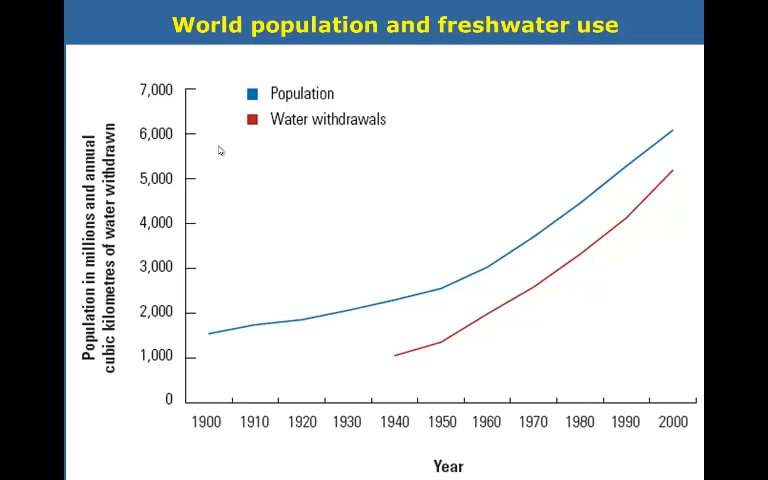 World population and freshwater use
Population
Water withdrawals
Population in millions and annual
cubic kilometres of water withdrawn
7,000
6,000
5,000
4,000
3,000
2,000
1,000
0
1900 1910 1920 1930 1940 1950 1960 1970 1980 1990 2000
Year